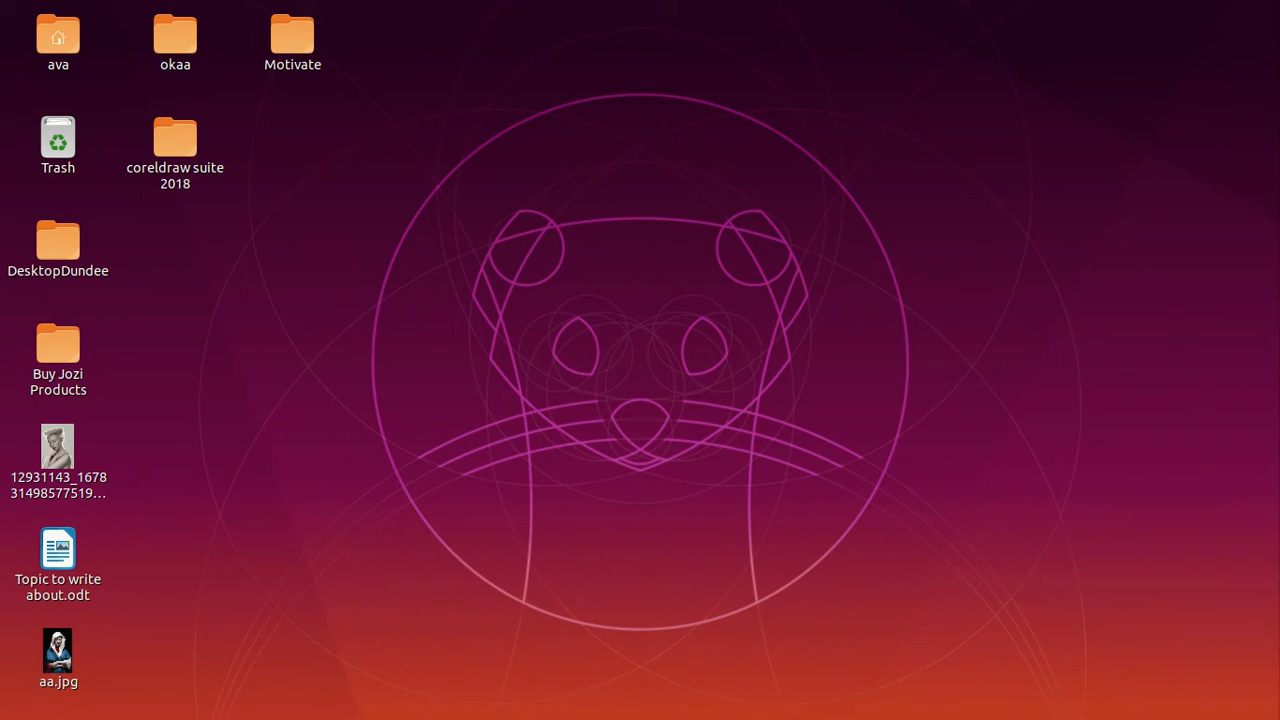 ava
okaa
Motivate
Trash
coreldraw suite
2018
DesktopDundee
Buy Jozi
Products
12931143_1678
31498577519...
Topic to write
about.odt
aa.jpg